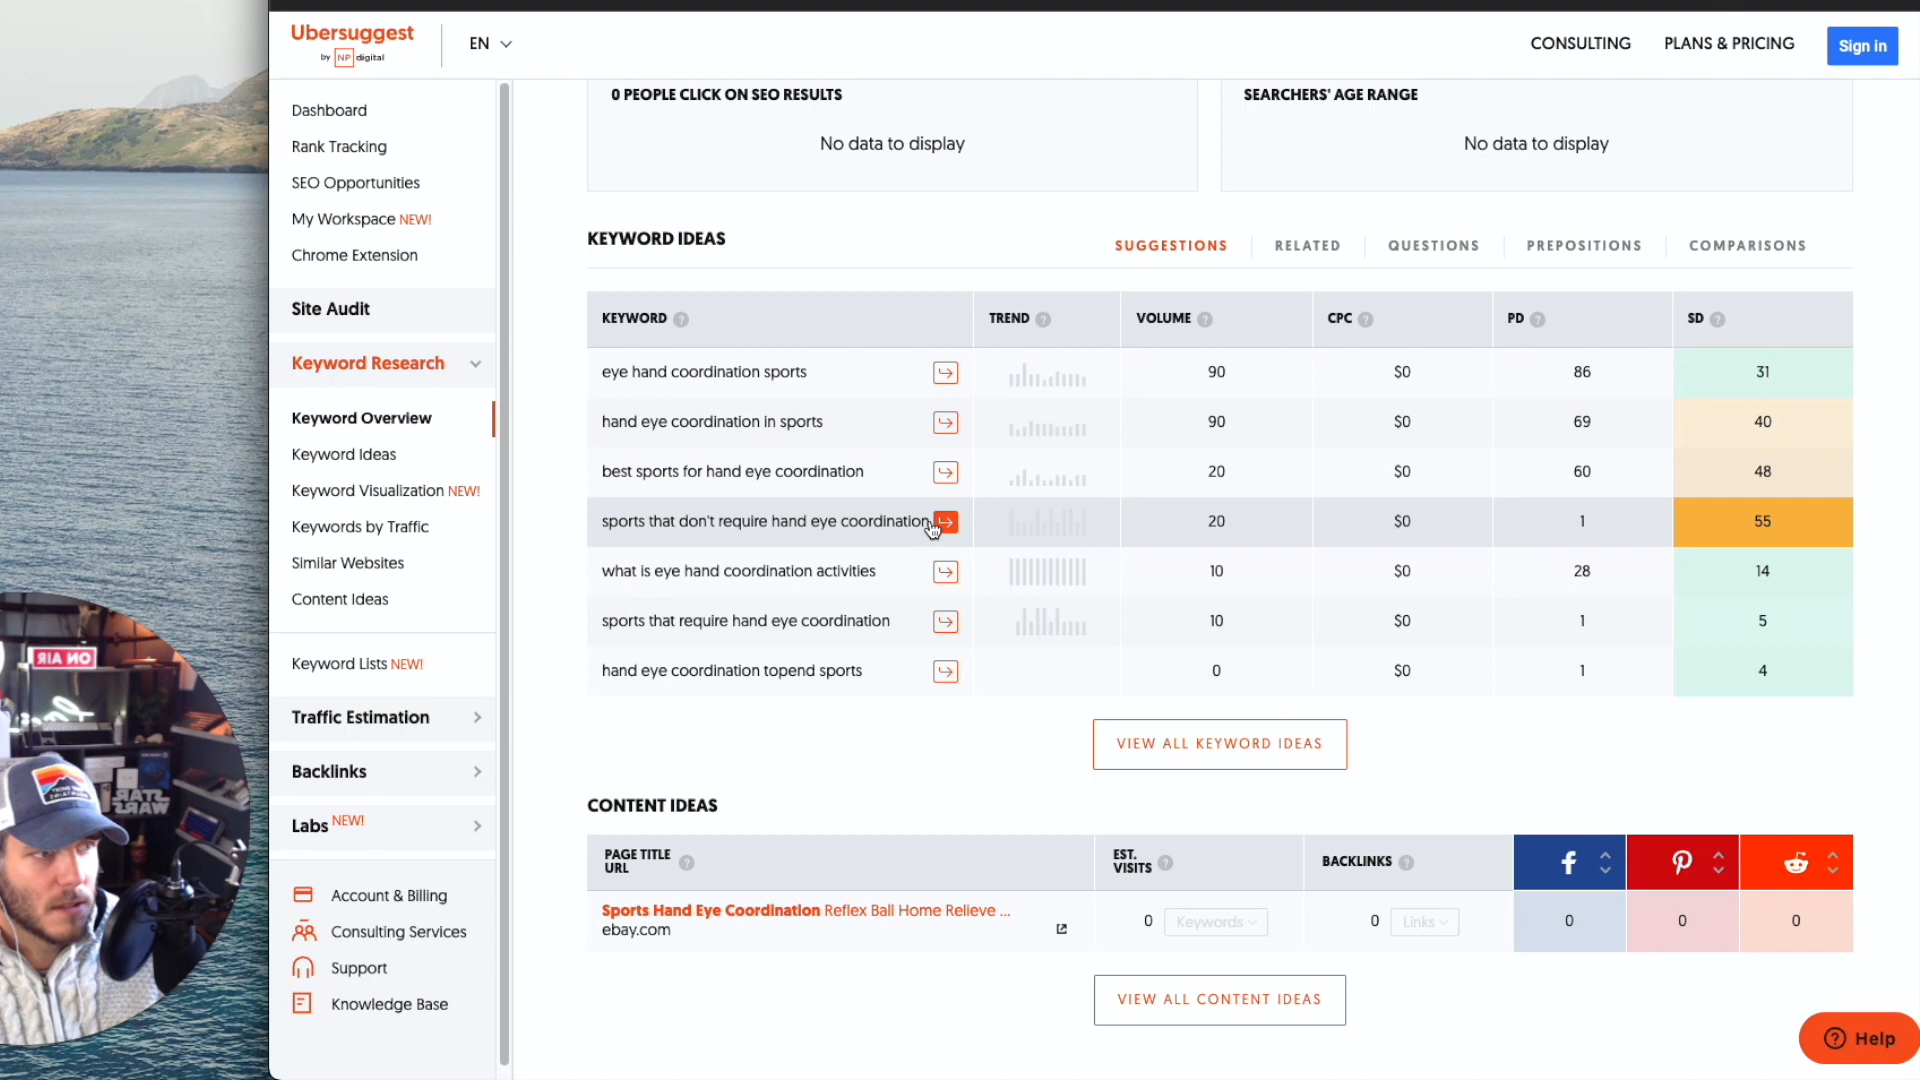 Ubersuggest
by NP digital
EN
CONSULTING
PLANS & PRICING
Sign in
Dashboard
Rank Tracking
SEO Opportunities
My Workspace NEW!
Chrome Extension
Site Audit
Keyword Research
Keyword Overview
Keyword Ideas
Keyword Visualization NEW!
Keywords by Traffic
Similar Websites
Content Ideas
Keyword Lists NEW!
Traffic Estimation
Backlinks
Labs NEW!
Account & Billing
Consulting Services
Support
Knowledge Base
0 PEOPLE CLICK ON SEO RESULTS
No data to display
SEARCHERS' AGE RANGE
No data to display
KEYWORD IDEAS
SUGGESTIONS RELATED QUESTIONS PREPOSITIONS COMPARISONS
KEYWORD TREND VOLUME CPC PD SD
eye hand coordination sports 90 $0 86 31
hand eye coordination in sports 90 $0 69 40
best sports for hand eye coordination 20 $0 60 48
sports that don't require hand eye coordination 20 $0 1 55
what is eye hand coordination activities 10 $0 28 14
sports that require hand eye coordination 10 $0 1 5
hand eye coordination topend sports 0 $0 1 4
VIEW ALL KEYWORD IDEAS
CONTENT IDEAS
PAGE TITLE
URL
EST.
VISITS
BACKLINKS
Sports Hand Eye Coordination Reflex Ball Home Relieve ...
ebay.com
0 Keywords 0 Links 0 0 0
VIEW ALL CONTENT IDEAS
Help
ON AIR
STAR
WARS